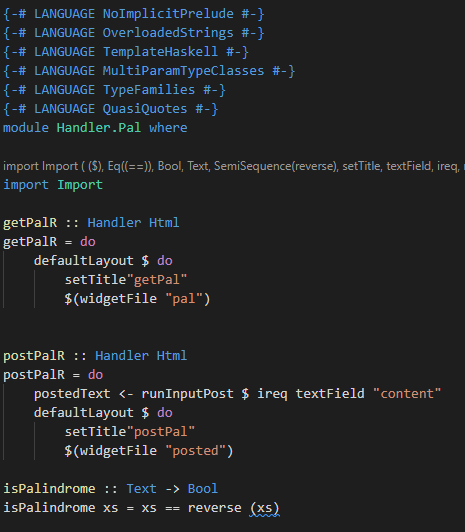 {-# LANGUAGE NoImplicitPrelude #-}
{-# LANGUAGE OverloadedStrings #-}
{-# LANGUAGE TemplateHaskell #-}
{-# LANGUAGE MultiParamTypeClasses #-}
{-# LANGUAGE TypeFamilies #-}
{-# LANGUAGE QuasiQuotes #-}
module Handler.Pal where
import Import ( ($), Eq((==)), Bool, Text, SemiSequence(reverse), setTitle, textField, ireq,
import Import
getPalR :: Handler Html
getPalR = do
    defaultLayout $ do
        setTitle"getPal"
        $(widgetFile "pal")
postPalR :: Handler Html
postPalR = do
    postedText <- runInputPost $ ireq textField "content"
    defaultLayout $ do
        setTitle"postPal"
        $(widgetFile "posted")
isPalindrome :: Text -> Bool
isPalindrome xs = xs == reverse (xs)